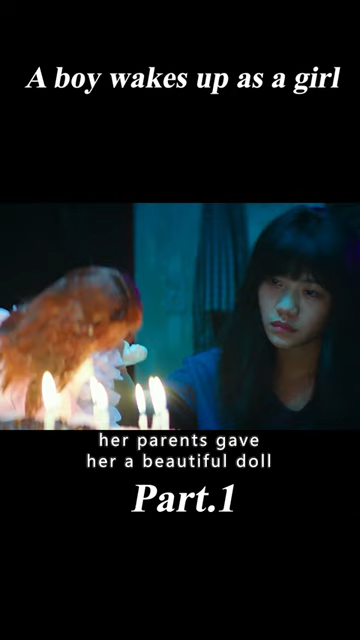 A boy wakes up as a girl
her parents gave
her a beautiful doll
Part.1